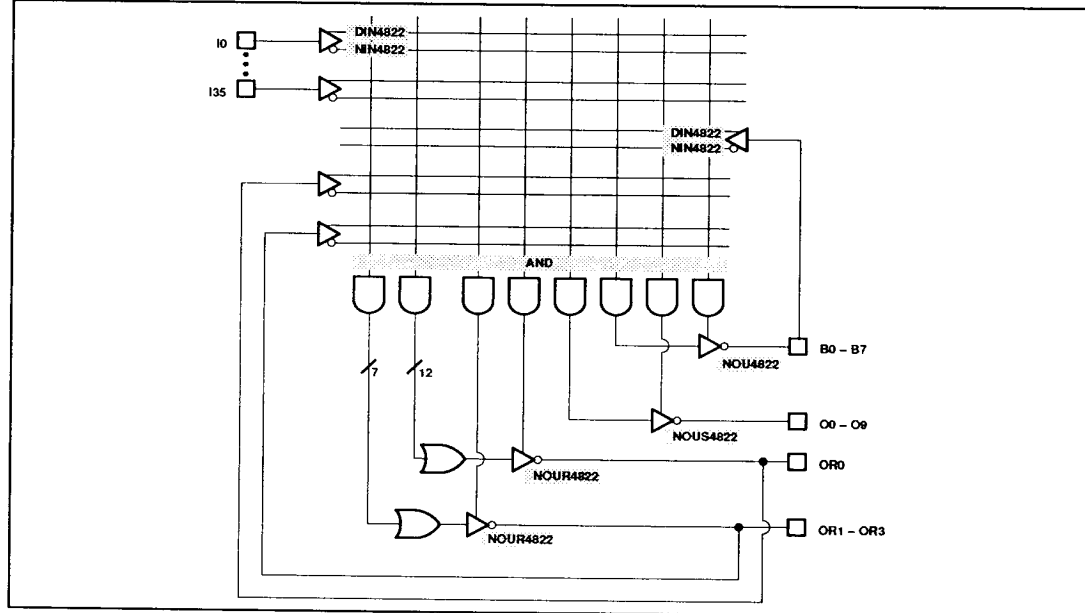 I0
DIN4822
NIN4822
I35
DIN4822
NIN4822
AND
7
12
B0 – B7
NOU4822
O0 – O9
NOUS4822
OR0
NOUR4822
OR1 – OR3
NOUR4822